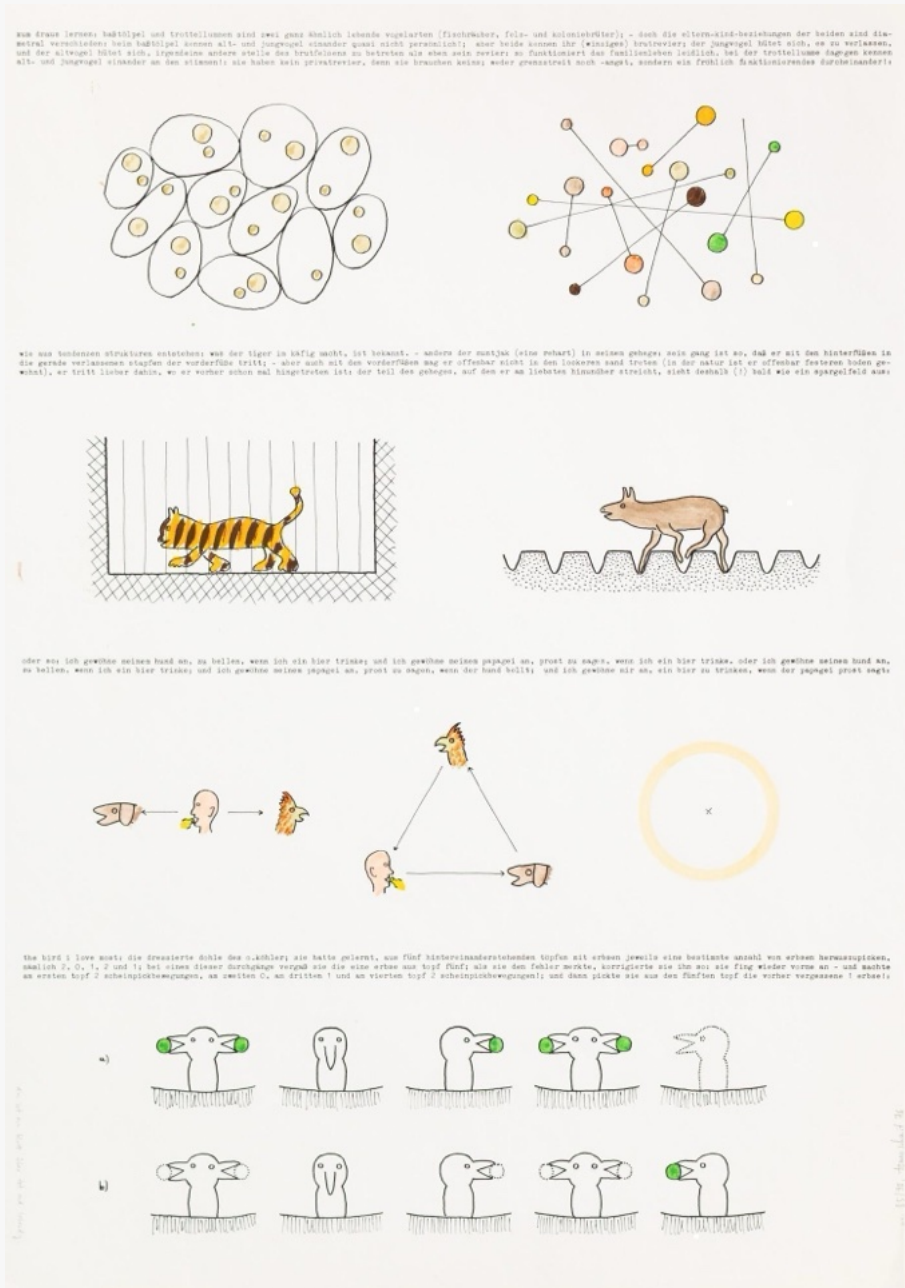 zum draus lernen: baßtölpel und trottellummen sind zwei ganz ähnlich lebende vogelarten (fischräuber, fels- und koloniebrüter); - doch die eltern-kind-beziehungen der beiden sind dia-
metral verschieden: beim baßtölpel kennen alt- und jungvogel einander quasi nicht persönlich!; aber beide kennen ihr (winziges) brutrevier; der jungvogel hütet sich, es zu verlassen,
und der altvogel hütet sich, irgendeine andere stelle des brutfelsens zu betreten als eben sein revier; so funktioniert das familienleben leidlich. bei der trottellumme dagegen kennen
alt- und jungvogel einander an den stimmen!: sie haben kein privatrevier, denn sie brauchen keins; weder grenzstreit noch -angst, sondern ein fröhlich funktionierendes durcheinander!:
wie aus tendenzen strukturen entstehen: was der tiger im käfig macht, ist bekannt. - anders der muntjak (eine rehart) in seinem gehege: sein gang ist so, daß er mit dem hinterfüßen in
die gerade verlassenen stapfen der vorderfüße tritt; - aber auch mit den vorderfüßen mag er offenbar nicht in den lockeren sand treten (in der natur ist er offenbar festeren boden ge-
wohnt), er tritt lieber dahin, wo er vorher schon mal hingetreten ist: der teil des geheges, auf dem er am liebsten hinundher streicht, sieht deshalb (!) bald wie ein spargelfeld aus:
oder so: ich gewöhne meinem hund an, zu bellen, wenn ich ein bier trinke; und ich gewöhne meinem papagei an, prost zu sagen, wenn ich ein bier trinke. oder ich gewöhne meinem hund an,
zu bellen, wenn ich ein bier trinke; und ich gewöhne meinem papagei an, prost zu sagen, wenn der hund bellt; und ich gewöhne mir an, ein bier zu trinken, wenn der papagei prost sagt:
x
the bird i love most: die dressierte dohle des o.köhler; sie hatte gelernt, aus fünf hintereinanderstehenden töpfen mit erbsen jeweils eine bestimmte anzahl von erbsen herauszupicken,
nämlich 2, 0, 1, 2 und 1; bei einem dieser durchgänge vergaß sie die eine erbse aus topf fünf; als sie den fehler merkte, korrigierte sie ihn so: sie fing wieder vorne an - und machte
am ersten topf 2 scheinpickbewegungen, am zweiten 0, am dritten 1 und am vierten topf 2 scheinpickbewegungen!; und dann pickte sie aus dem fünften topf die vorher vergessene 1 erbse!:
a)
b)